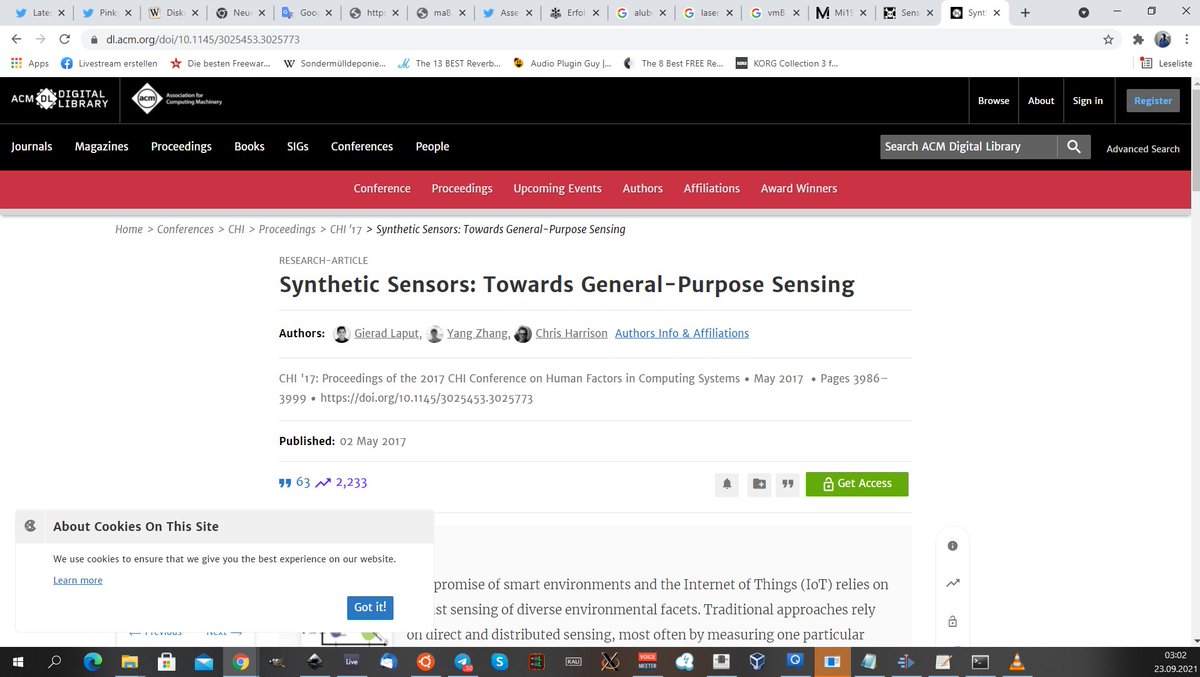 Later
Pinky
Disku
Neue
Goo
https
maß
Asse
Erfol
alub
laser
vmB
Mi1S
Sens
Synt
dl.acm.org/doi/10.1145/3025453.3025773
Apps Livestream erstellen Die besten Freewar... Sondermülldeponie... The 13 BEST Reverb... Audio Plugin Guy |... The 8 Best FREE Re... KORG Collection 3 f... Leseliste
ACM DL DIGITAL LIBRARY
acm Association for Computing Machinery
Browse About Sign in Register
Journals Magazines Proceedings Books SIGs Conferences People Search ACM Digital Library Advanced Search
Conference Proceedings Upcoming Events Authors Affiliations Award Winners
Home > Conferences > CHI > Proceedings > CHI '17 > Synthetic Sensors: Towards General-Purpose Sensing
RESEARCH-ARTICLE
Synthetic Sensors: Towards General-Purpose Sensing
Authors: Gierad Laput, Yang Zhang, Chris Harrison Authors Info & Affiliations
CHI '17: Proceedings of the 2017 CHI Conference on Human Factors in Computing Systems • May 2017 • Pages 3986–
3999 • https://doi.org/10.1145/3025453.3025773
Published: 02 May 2017
63 2,233
Get Access
About Cookies On This Site
We use cookies to ensure that we give you the best experience on our website.
Learn more
Got it!
promise of smart environments and the Internet of Things (IoT) relies on
st sensing of diverse environmental facets. Traditional approaches rely
on direct and distributed sensing, most often by measuring one particular
Previous Next
Live
KALI
VOICE MEETER
03:02
23.09.2021